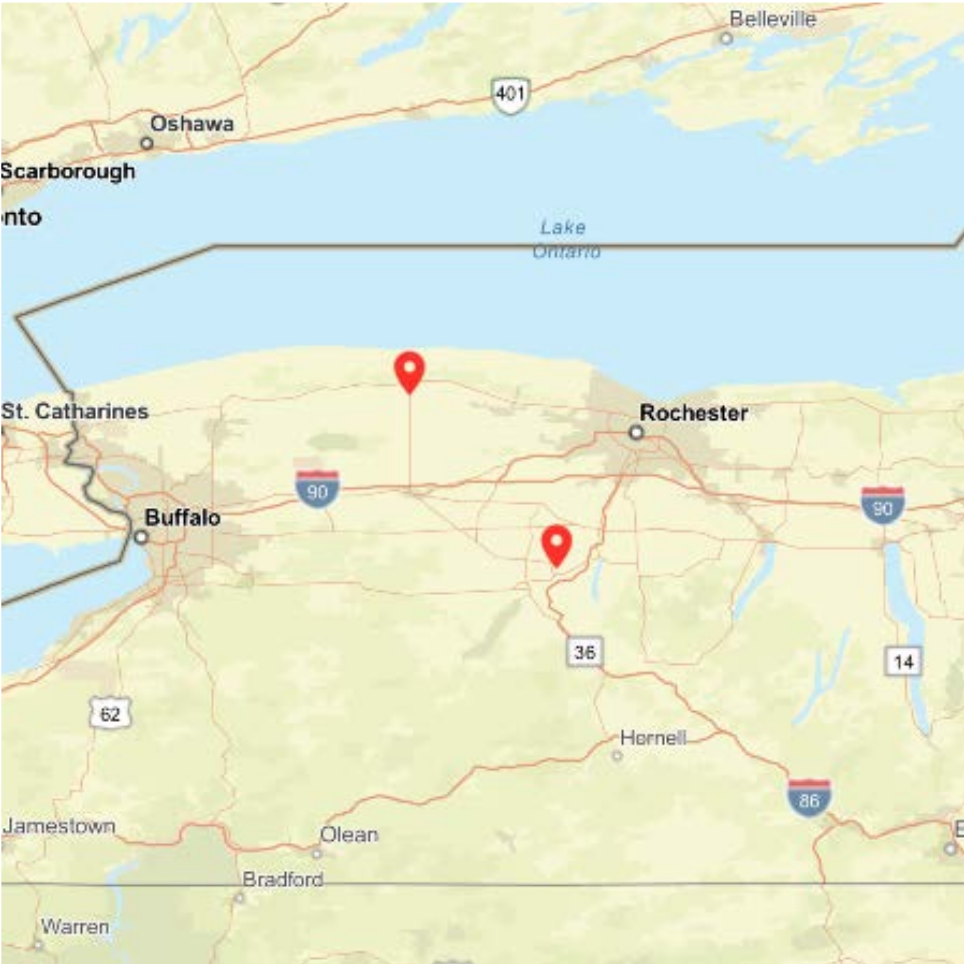 Belleville
401
Oshawa
Scarborough
onto
Lake
Ontario
St. Catharines
Rochester
90
90
Buffalo
36
14
62
Hornell
86
Jamestown
Olean
E
Bradford
Warren